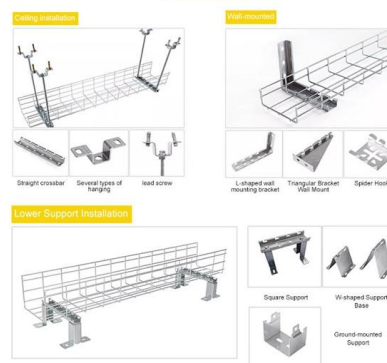 Ceiling installation
Wall-mounted
Straight crossbar
Several types of
hanging
lead screw
L-shaped wall
mounting bracket
Triangular Bracket
Wall Mount
Spider Hook
Lower Support Installation
Square Support
W-shaped Support
Base
Ground-mounted
Support